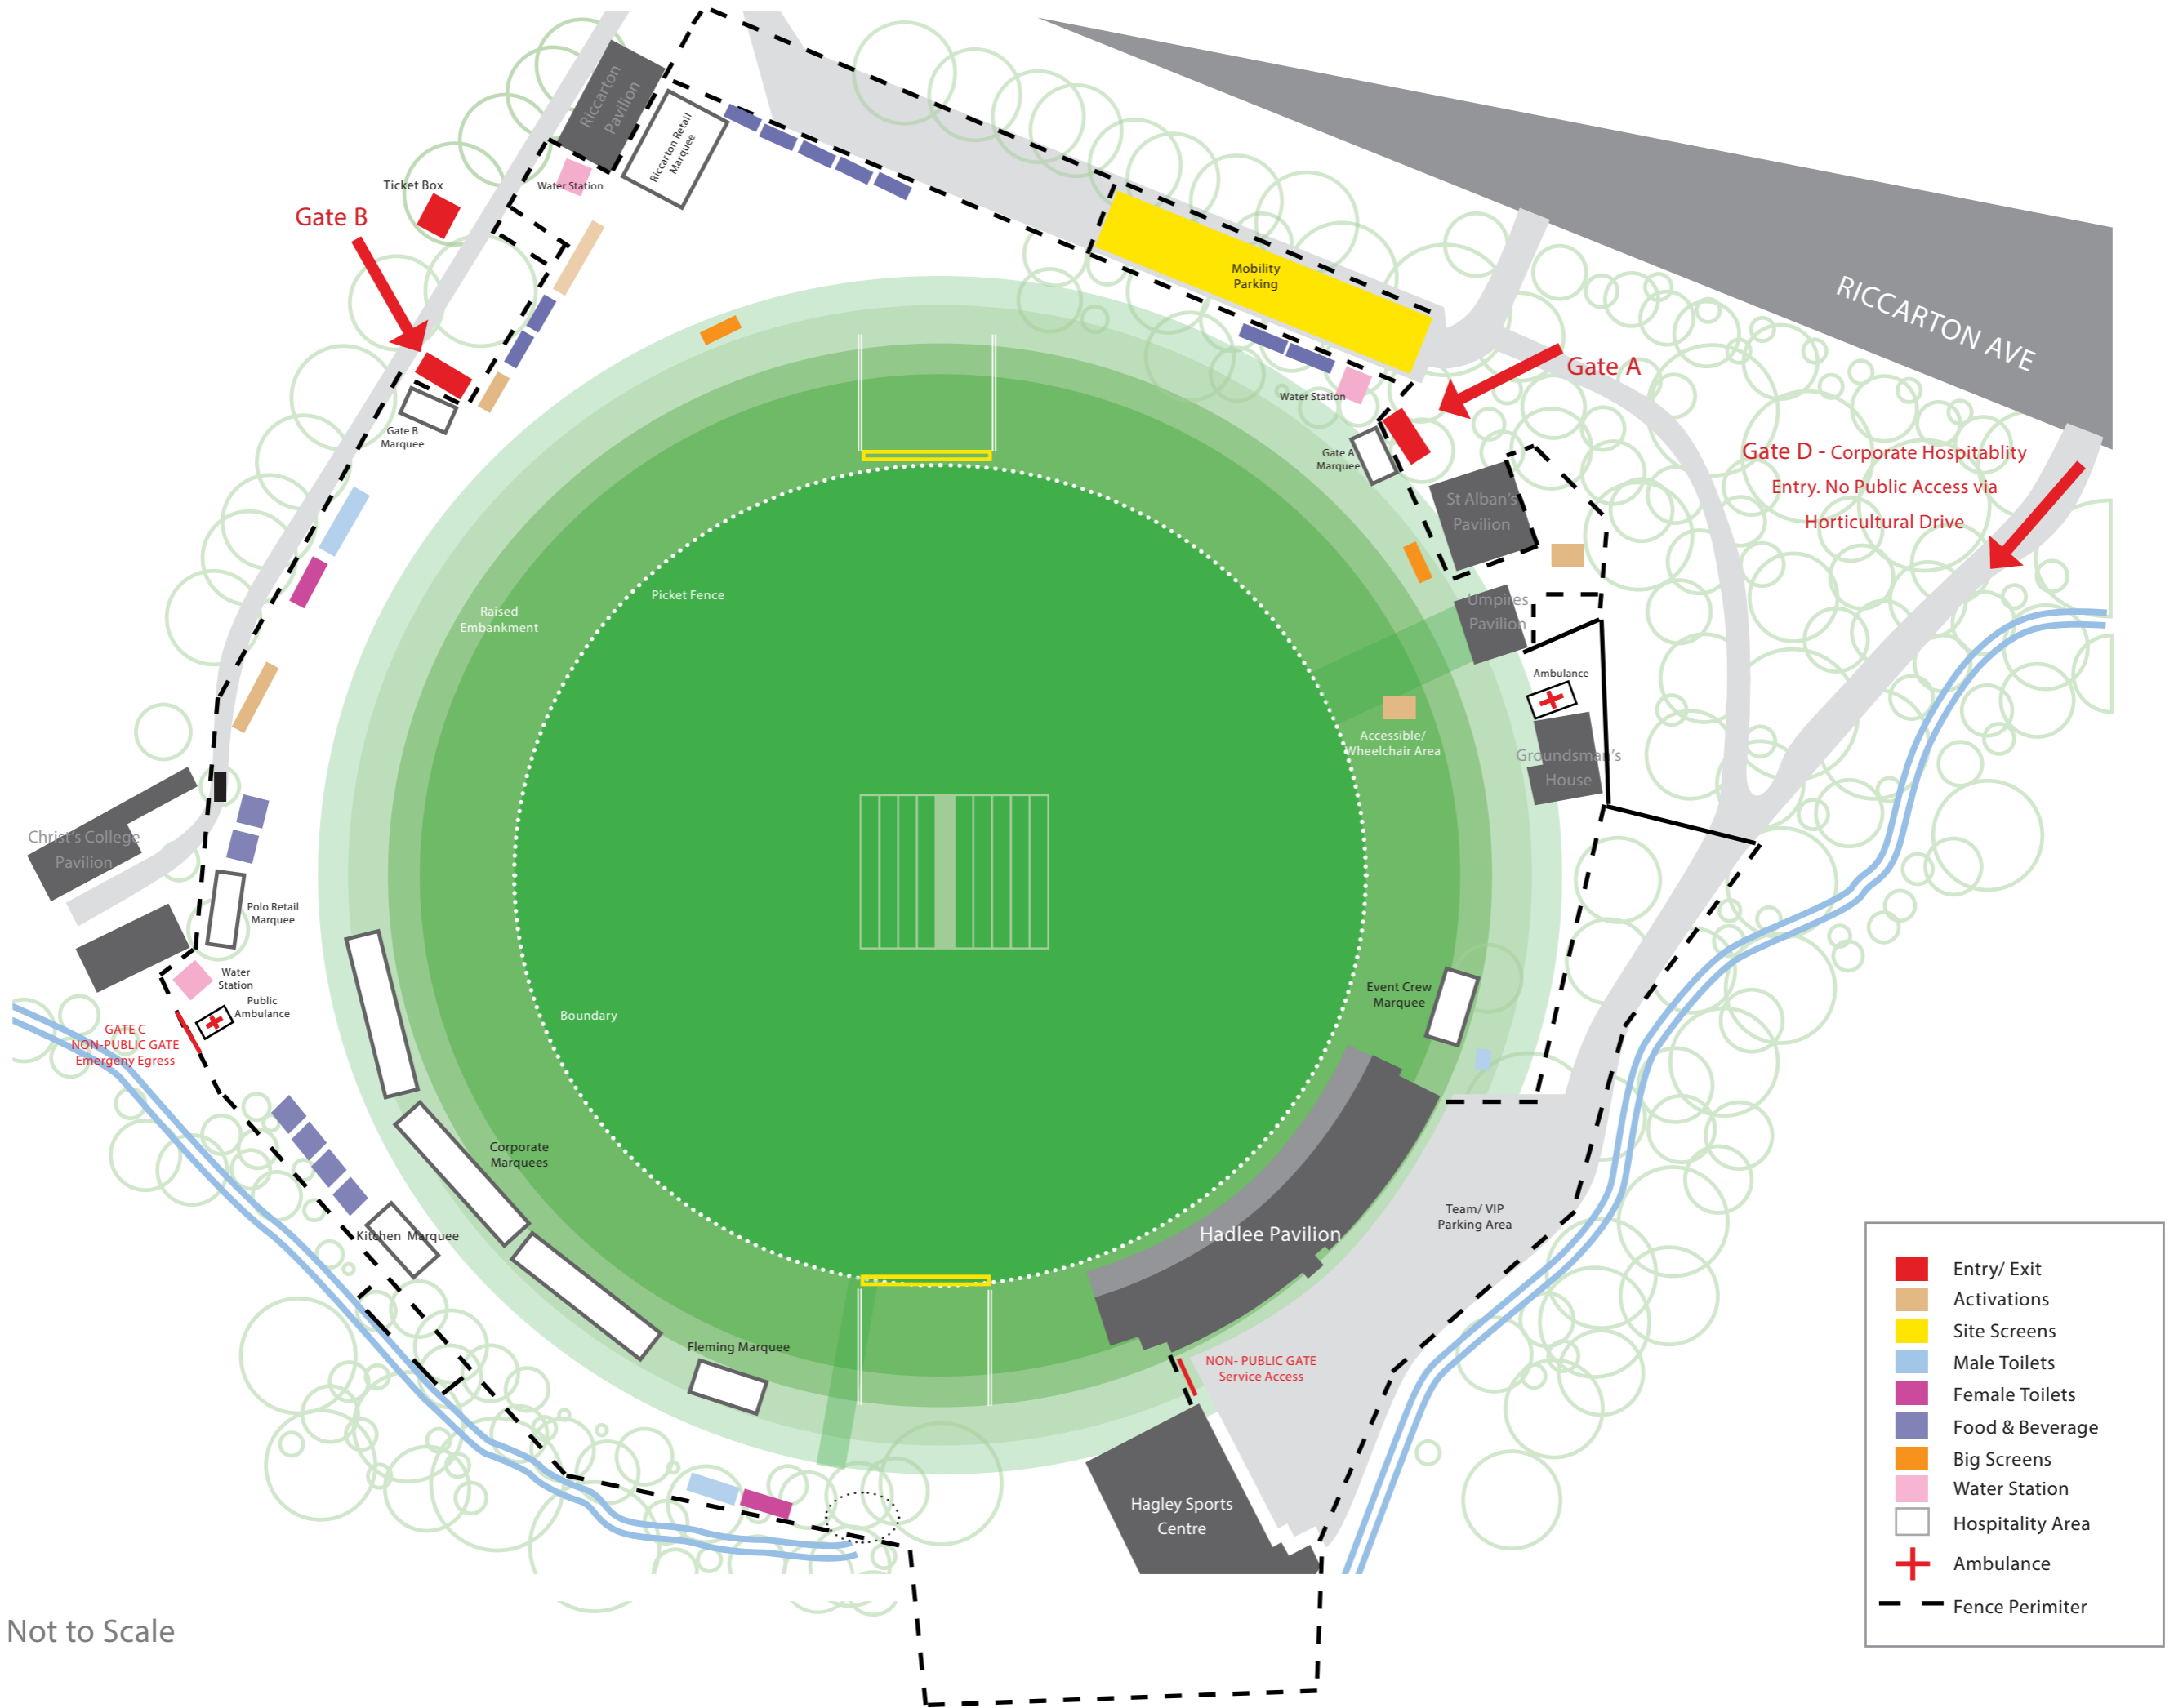 Riccarton
Pavillion
Riccarton Retail
Marquee
Ticket Box
Water Station
Gate B
Gate B
Marquee
Mobility
Parking
RICCARTON AVE
Gate A
Water Station
Gate A
Marquee
Gate D - Corporate Hospitablity
Entry. No Public Access via
Horticultural Drive
St Alban's
Pavilion
Umpires
Pavilion
Picket Fence
Raised
Embankment
Ambulance
Accessible/
Wheelchair Area
Groundsman's
House
Christ's College
Pavilion
Polo Retail
Marquee
Water
Station
Public
Ambulance
GATE C
NON-PUBLIC GATE
Emergeny Egress
Event Crew
Marquee
Boundary
Corporate
Marquees
Kitchen Marquee
Team/ VIP
Parking Area
Hadlee Pavilion
Fleming Marquee
NON- PUBLIC GATE
Service Access
Hagley Sports
Centre
Entry/ Exit
Activations
Site Screens
Male Toilets
Female Toilets
Food & Beverage
Big Screens
Water Station
Hospitality Area
Ambulance
Fence Perimiter
Not to Scale